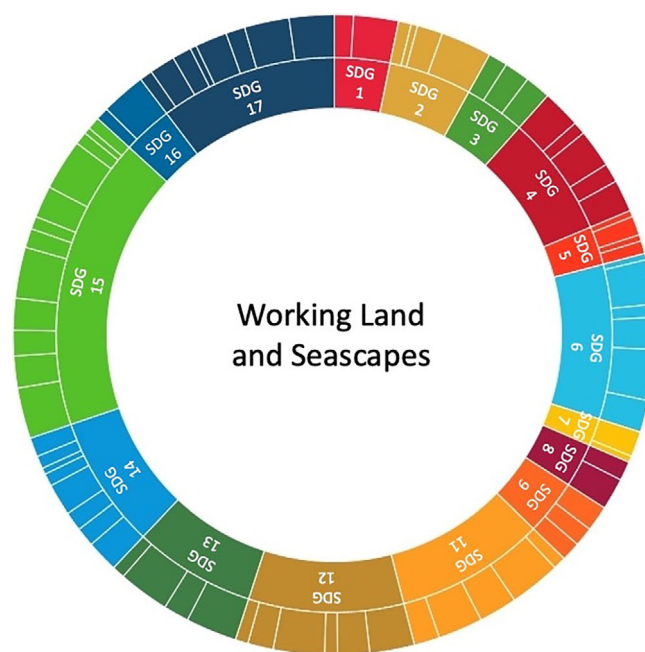 SDG
1
SDG
2
SDG
3
SDG
4
SDG
5
SDG
6
SDG
7
SDG
8
SDG
9
SDG
11
SDG
12
SDG
13
SDG
14
SDG
15
SDG
16
SDG
17
Working Land
and Seascapes